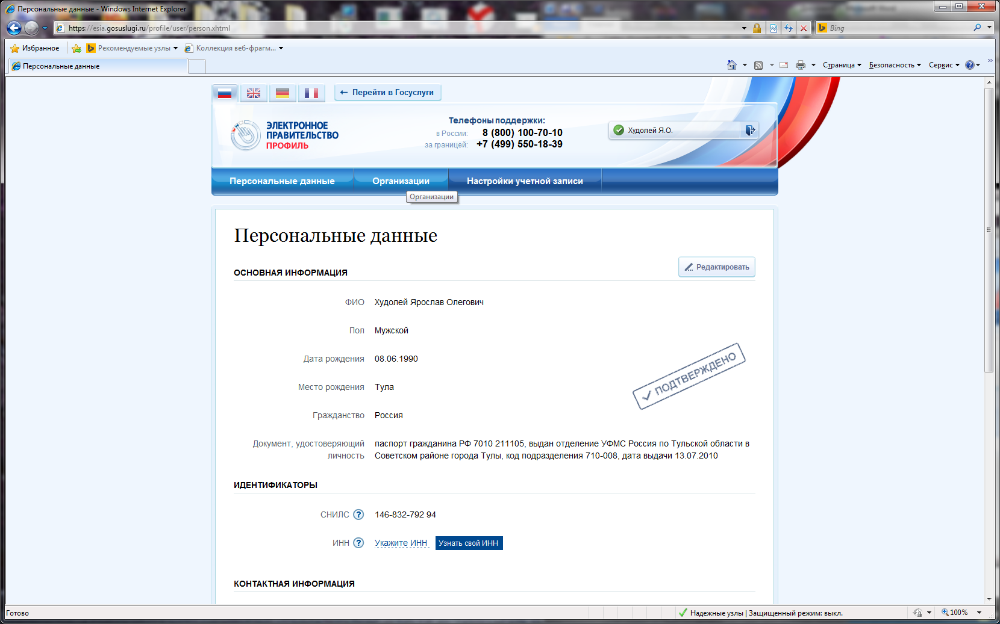 Персональные данные - Windows Internet Explorer
https://esia.gosuslugi.ru/profile/user/person.xhtml
Bing
Избранное
Рекомендуемые узлы
Коллекция веб-фрагм...
Персональные данные
Страница
Безопасность
Сервис
Перейти в Госуслуги
ЭЛЕКТРОННОЕ
ПРАВИТЕЛЬСТВО
ПРОФИЛЬ
Телефоны поддержки:
в России: 8 (800) 100-70-10
за границей: +7 (499) 550-18-39
Худолей Я.О.
Персональные данные
Организации
Настройки учетной записи
Организации
Персональные данные
Редактировать
ОСНОВНАЯ ИНФОРМАЦИЯ
ФИО Худолей Ярослав Олегович
Пол Мужской
Дата рождения 08.06.1990
ПОДТВЕРЖДЕНО
Место рождения Тула
Гражданство Россия
Документ, удостоверяющий паспорт гражданина РФ 7010 211105, выдан отделение УФМС Россия по Тульской области в
личность Советском районе города Тулы, код подразделения 710-008, дата выдачи 13.07.2010
ИДЕНТИФИКАТОРЫ
СНИЛС ? 146-832-792 94
ИНН ? Укажите ИНН Узнать свой ИНН
КОНТАКТНАЯ ИНФОРМАЦИЯ
Готово
Надежные узлы | Защищенный режим: выкл.
100%